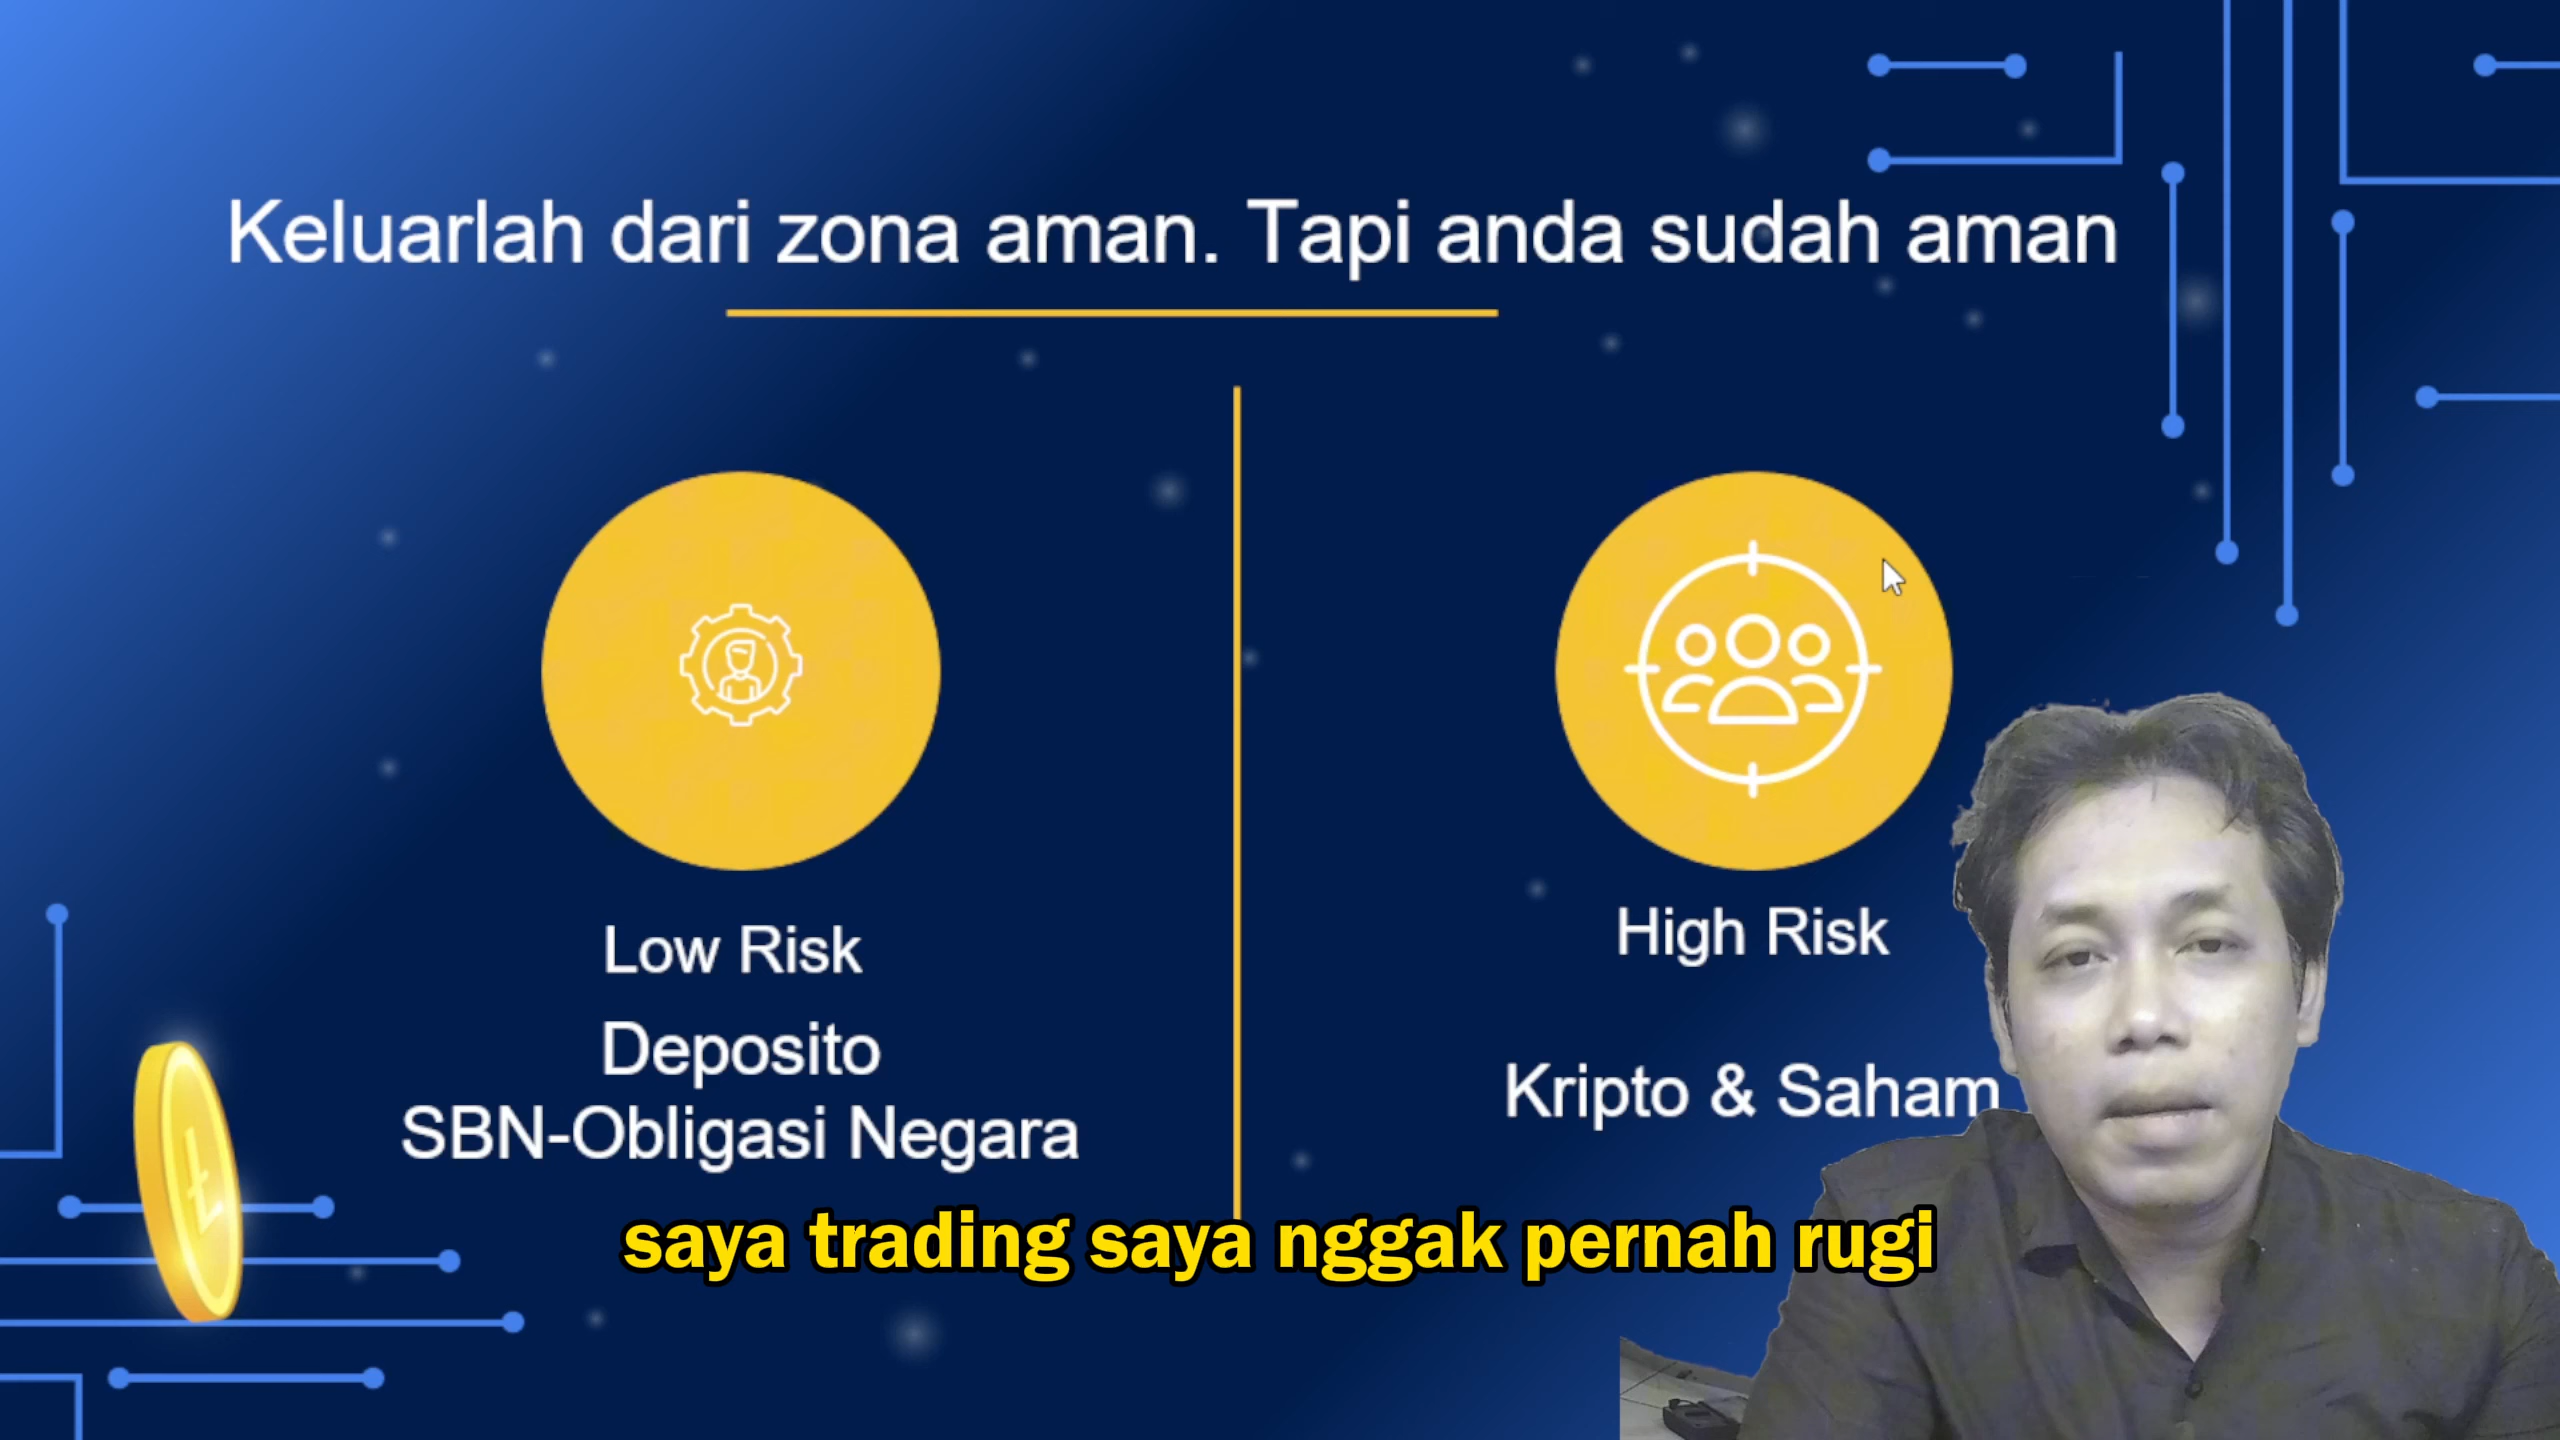 Keluarlah dari zona aman. Tapi anda sudah aman
Low Risk
Deposito
SBN-Obligasi Negara
High Risk
Kripto & Saham
saya trading saya nggak pernah rugi